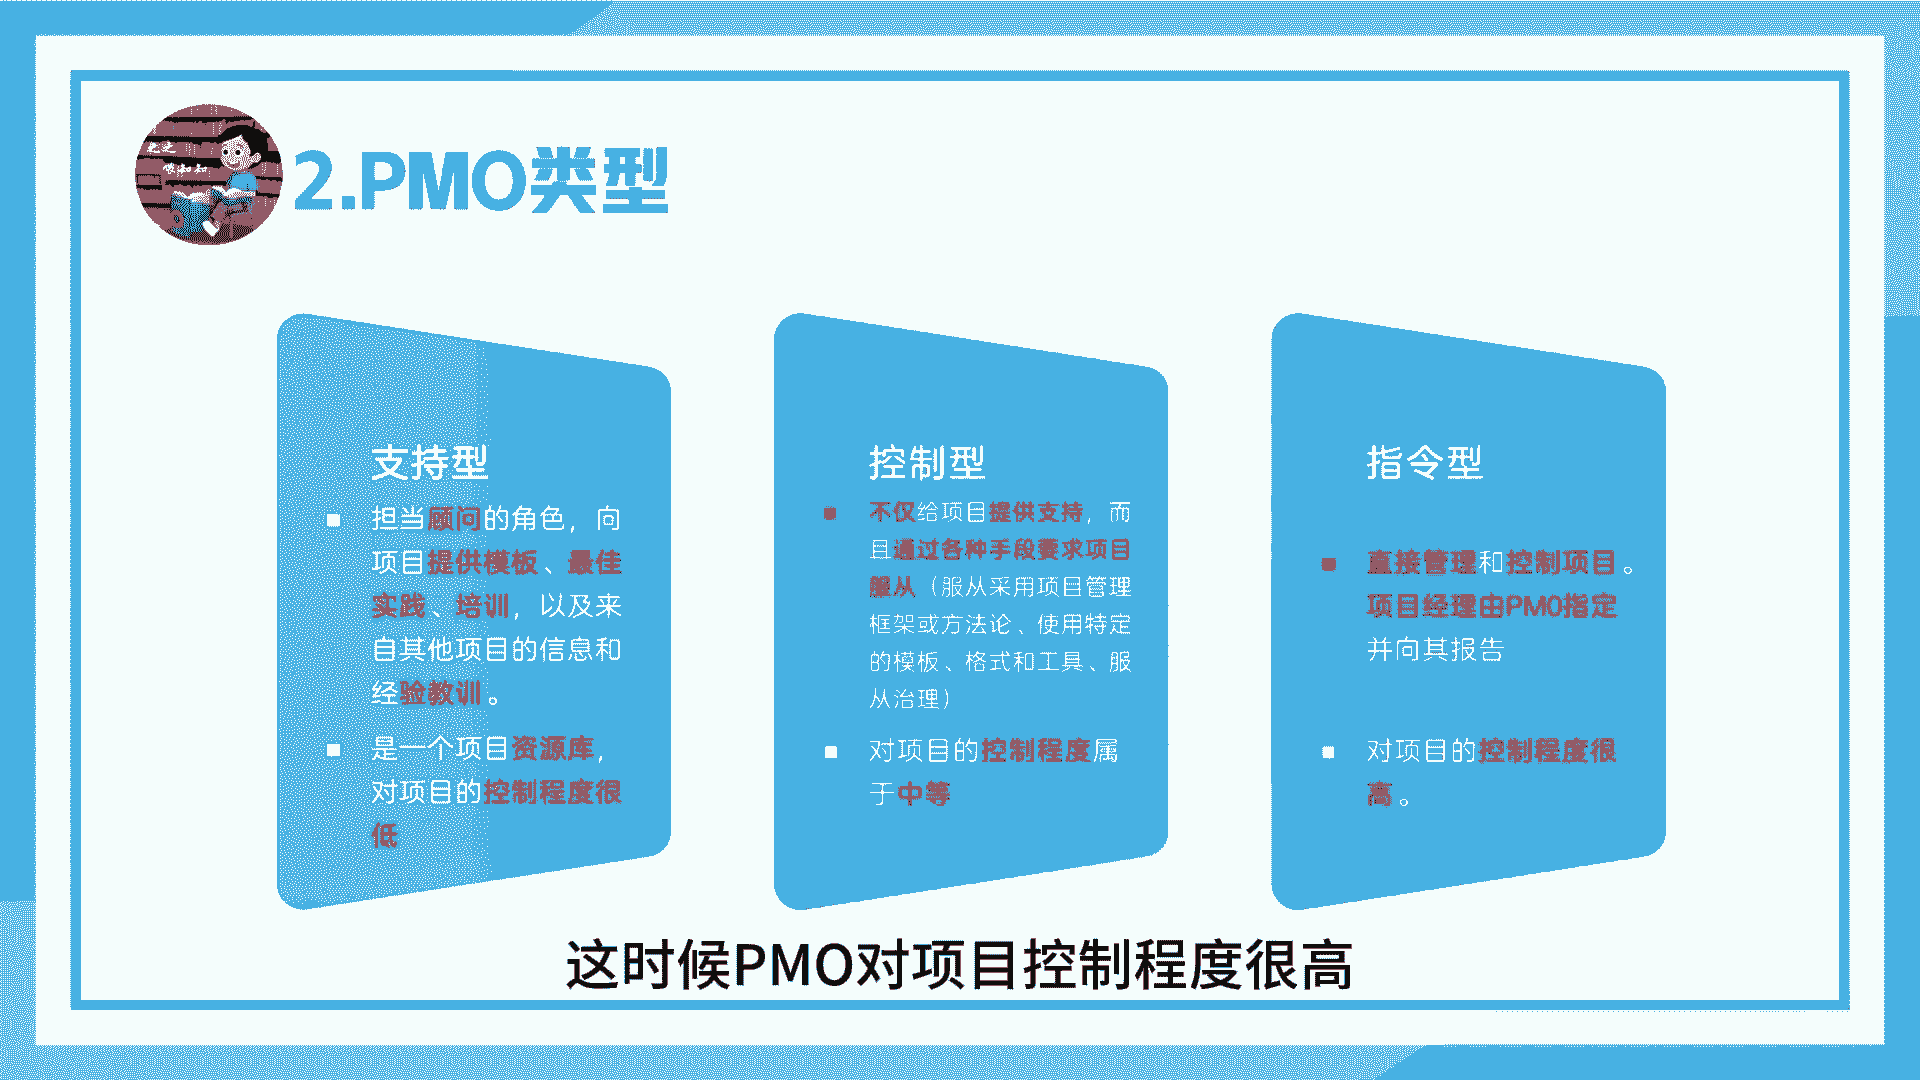 2.PMO类型
支持型
担当顾问的角色，向
项目提供模板、最佳
实践、培训，以及来
自其他项目的信息和
经验教训。
是一个项目资源库，
对项目的控制程度很
低
控制型
不仅给项目提供支持，而
且通过各种手段要求项目
服从（服从采用项目管理
框架或方法论、使用特定
的模板、格式和工具、服
从治理）
对项目的控制程度属
于中等
指令型
直接管理和控制项目。
项目经理由PMO指定
并向其报告
对项目的控制程度很
高。
这时候PMO对项目控制程度很高